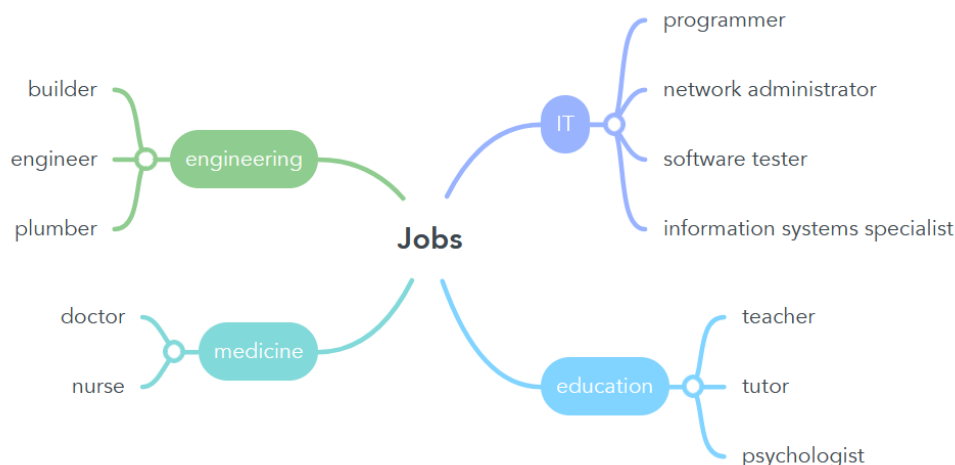 Jobs
engineering
builder
engineer
plumber
medicine
doctor
nurse
IT
programmer
network administrator
software tester
information systems specialist
education
teacher
tutor
psychologist